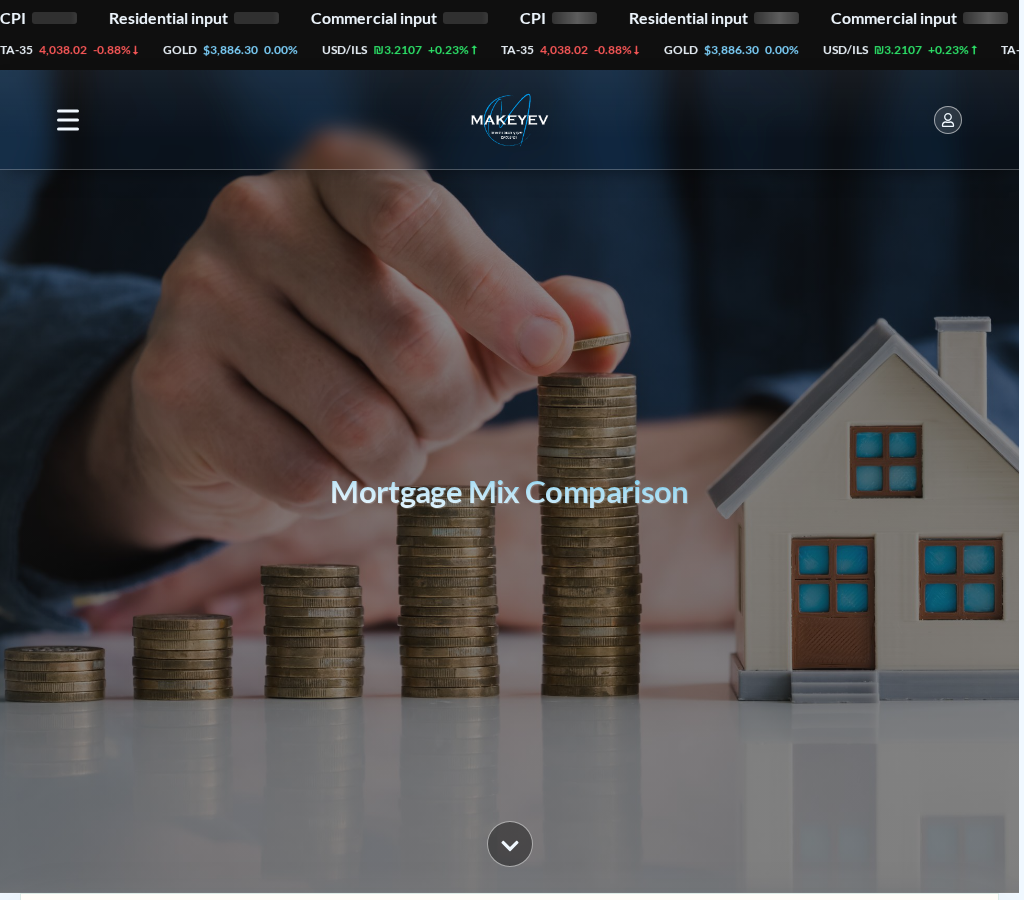 CPI Residential input Commercial input CPI Residential input Commercial input
TA-35 4,038.02 -0.88%↓ GOLD $3,886.30 0.00% USD/ILS ₪3.2107 +0.23%↑ TA-35 4,038.02 -0.88%↓ GOLD $3,886.30 0.00% USD/ILS ₪3.2107 +0.23%↑ TA-
MAKEYEV
Mortgage Mix Comparison